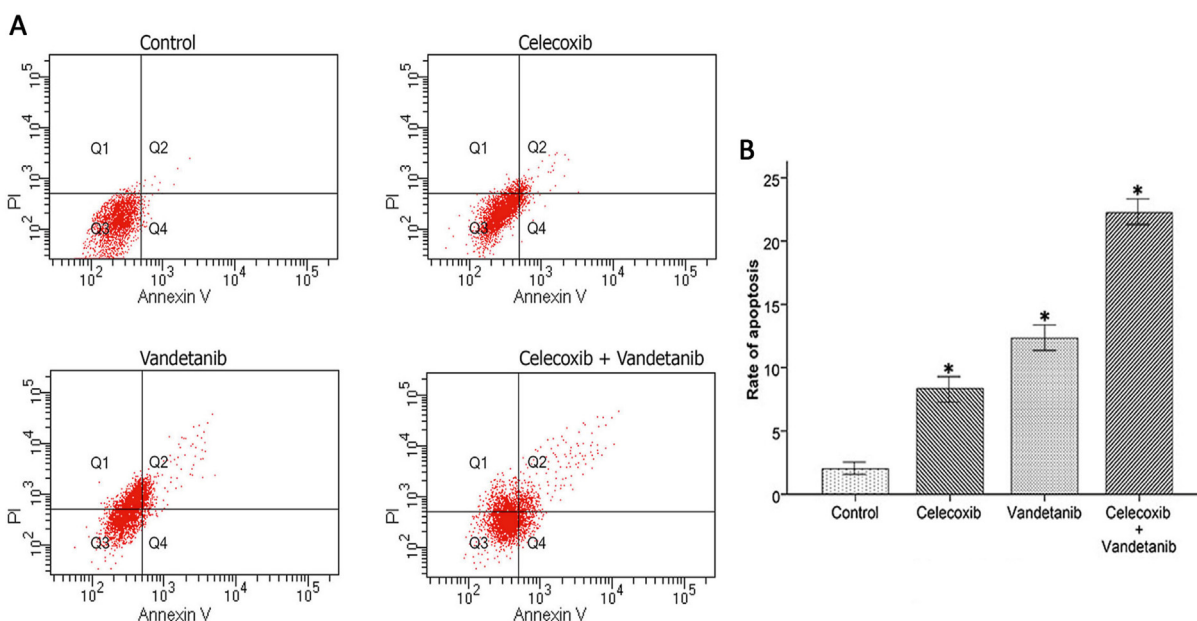 A
Control
Celecoxib
10^5
10^4
10^3
10^2
PI
Q1
Q2
Q3
Q4
10^2
10^3
10^4
10^5
Annexin V
10^5
10^4
10^3
10^2
PI
Q1
Q2
Q3
Q4
10^2
10^3
10^4
10^5
Annexin V
Vandetanib
Celecoxib + Vandetanib
10^5
10^4
10^3
10^2
PI
Q1
Q2
Q3
Q4
10^2
10^3
10^4
10^5
Annexin V
10^5
10^4
10^3
10^2
PI
Q1
Q2
Q3
Q4
10^2
10^3
10^4
10^5
Annexin V
B
25
20
15
10
5
0
Rate of apoptosis
*
*
*
Control
Celecoxib
Vandetanib
Celecoxib
+
Vandetanib